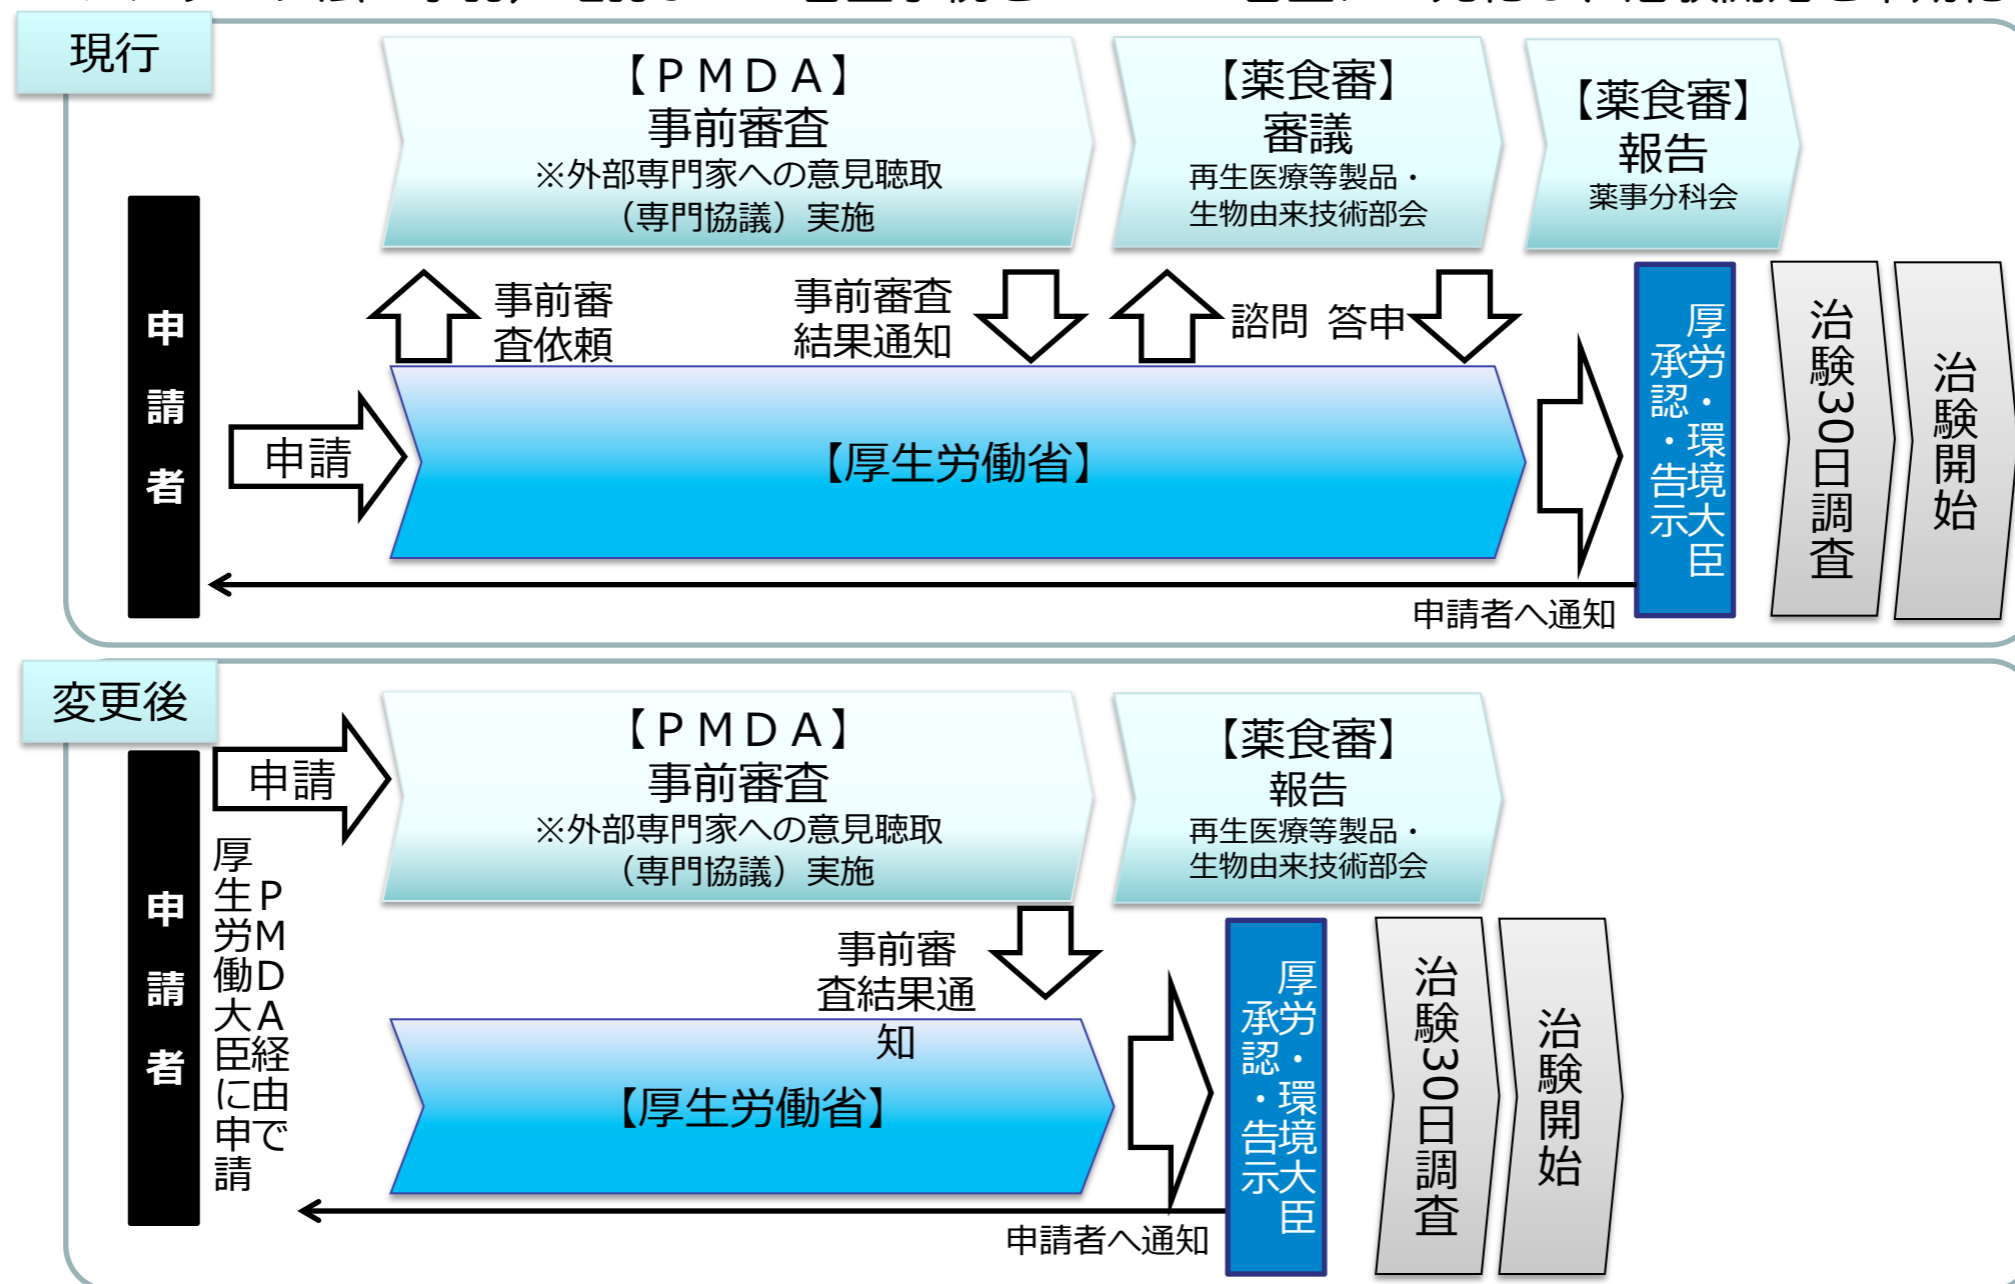 現行
【ＰＭＤＡ】
事前審査
※外部専門家への意見聴取
（専門協議）実施
【薬食審】
審議
再生医療等製品・
生物由来技術部会
【薬食審】
報告
薬事分科会
申請者
申請
事前審
査依頼
事前審査
結果通知
諮問
答申
【厚生労働省】
厚労・環境大臣
承認・告示
治験30日調査
治験開始
申請者へ通知
変更後
申請者
申請
ＰＭＤＡ経由で
厚生労働大臣に申請
【ＰＭＤＡ】
事前審査
※外部専門家への意見聴取
（専門協議）実施
【薬食審】
報告
再生医療等製品・
生物由来技術部会
事前審
査結果通
知
【厚生労働省】
厚労・環境大臣
承認・告示
治験30日調査
治験開始
申請者へ通知